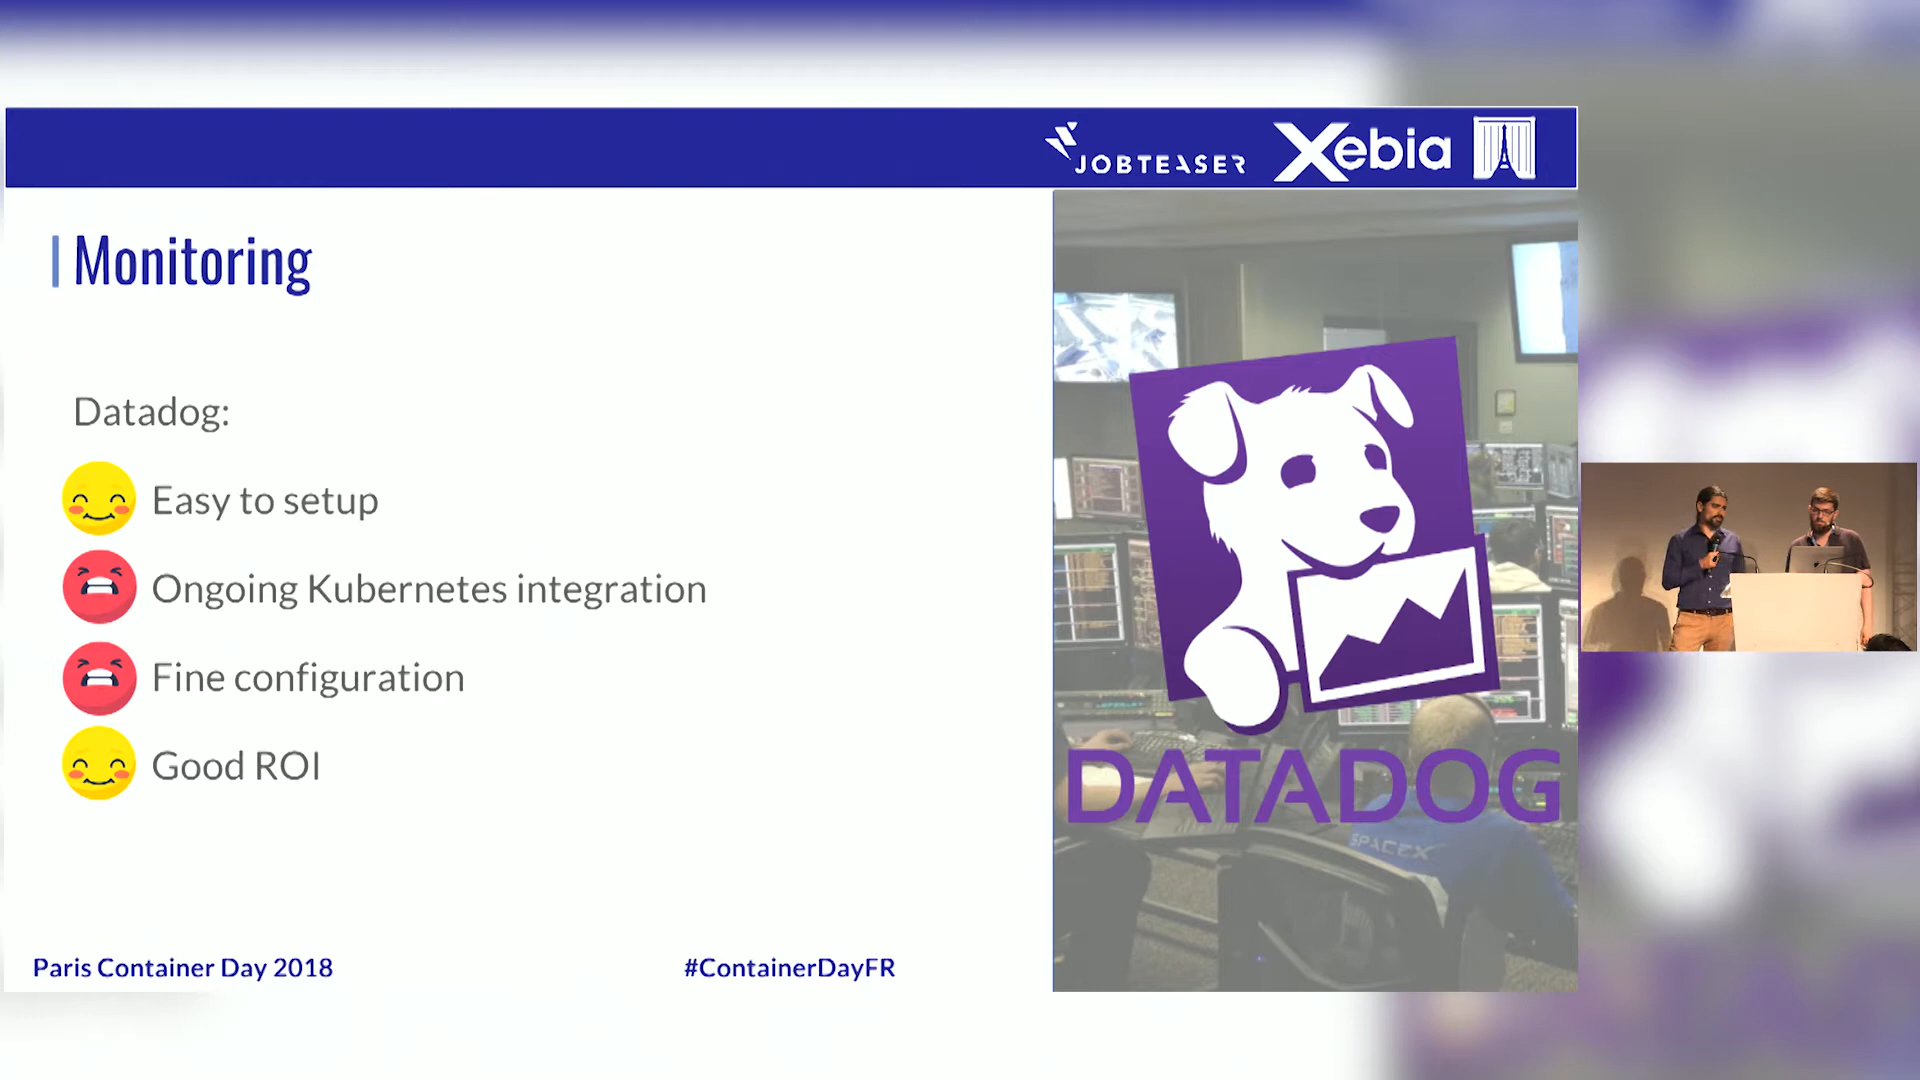 JOBTEASER
Xebia
Monitoring
Datadog:
Easy to setup
Ongoing Kubernetes integration
Fine configuration
Good ROI
DATADOG
SPACEX
Paris Container Day 2018
#ContainerDayFR